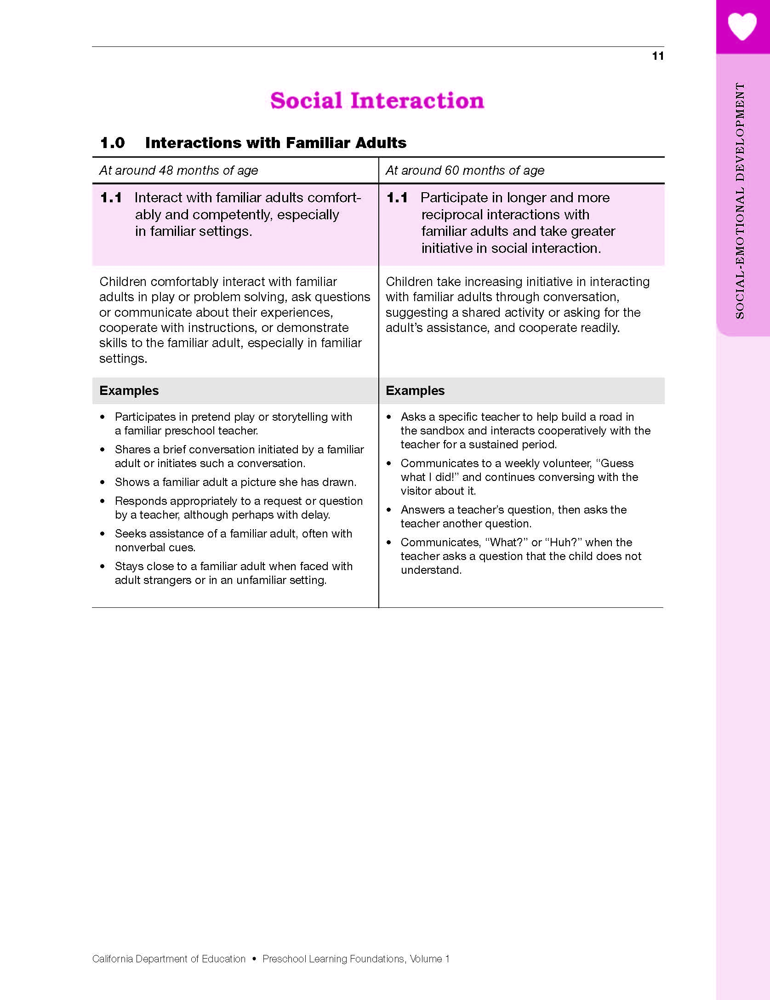 11
Social Interaction
1.0 Interactions with Familiar Adults
At around 48 months of age
1.1 Interact with familiar adults comfort-
ably and competently, especially
in familiar settings.
Children comfortably interact with familiar
adults in play or problem solving, ask questions
or communicate about their experiences,
cooperate with instructions, or demonstrate
skills to the familiar adult, especially in familiar
settings.
Examples
• Participates in pretend play or storytelling with
a familiar preschool teacher.
• Shares a brief conversation initiated by a familiar
adult or initiates such a conversation.
• Shows a familiar adult a picture she has drawn.
• Responds appropriately to a request or question
by a teacher, although perhaps with delay.
• Seeks assistance of a familiar adult, often with
nonverbal cues.
• Stays close to a familiar adult when faced with
adult strangers or in an unfamiliar setting.
At around 60 months of age
1.1 Participate in longer and more
reciprocal interactions with
familiar adults and take greater
initiative in social interaction.
Children take increasing initiative in interacting
with familiar adults through conversation,
suggesting a shared activity or asking for the
adult’s assistance, and cooperate readily.
Examples
• Asks a specific teacher to help build a road in
the sandbox and interacts cooperatively with the
teacher for a sustained period.
• Communicates to a weekly volunteer, “Guess
what I did!” and continues conversing with the
visitor about it.
• Answers a teacher’s question, then asks the
teacher another question.
• Communicates, “What?” or “Huh?” when the
teacher asks a question that the child does not
understand.
SOCIAL-EMOTIONAL DEVELOPMENT
California Department of Education • Preschool Learning Foundations, Volume 1